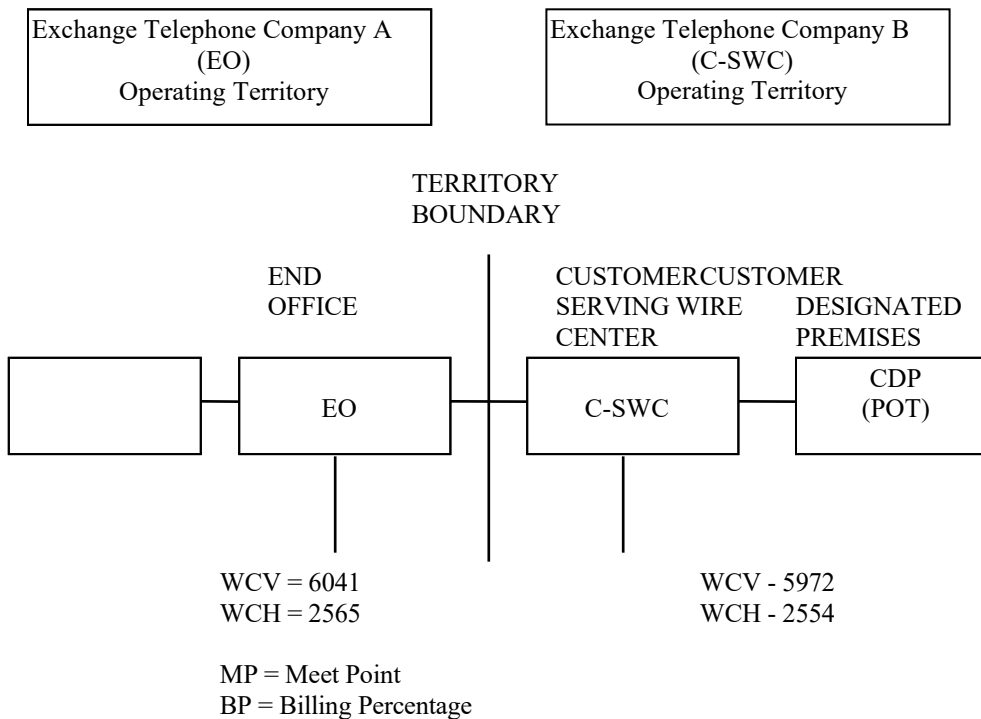 Exchange Telephone Company A
(EO)
Operating Territory
Exchange Telephone Company B
(C-SWC)
Operating Territory
TERRITORY
BOUNDARY
END
OFFICE
CUSTOMERCUSTOMER
SERVING WIRE
CENTER
DESIGNATED
PREMISES
EO
C-SWC
CDP
(POT)
WCV = 6041
WCH = 2565
WCV - 5972
WCH - 2554
MP = Meet Point
BP = Billing Percentage